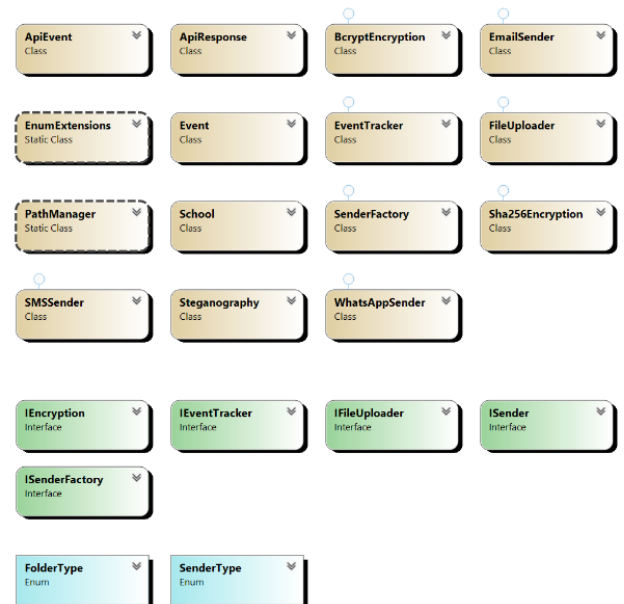 ApiEvent
Class
ApiResponse
Class
BcryptEncryption
Class
EmailSender
Class
EnumExtensions
Static Class
Event
Class
EventTracker
Class
FileUploader
Class
PathManager
Static Class
School
Class
SenderFactory
Class
Sha256Encryption
Class
SMSSender
Class
Steganography
Class
WhatsAppSender
Class
IEncryption
Interface
IEventTracker
Interface
IFileUploader
Interface
ISender
Interface
ISenderFactory
Interface
FolderType
Enum
SenderType
Enum